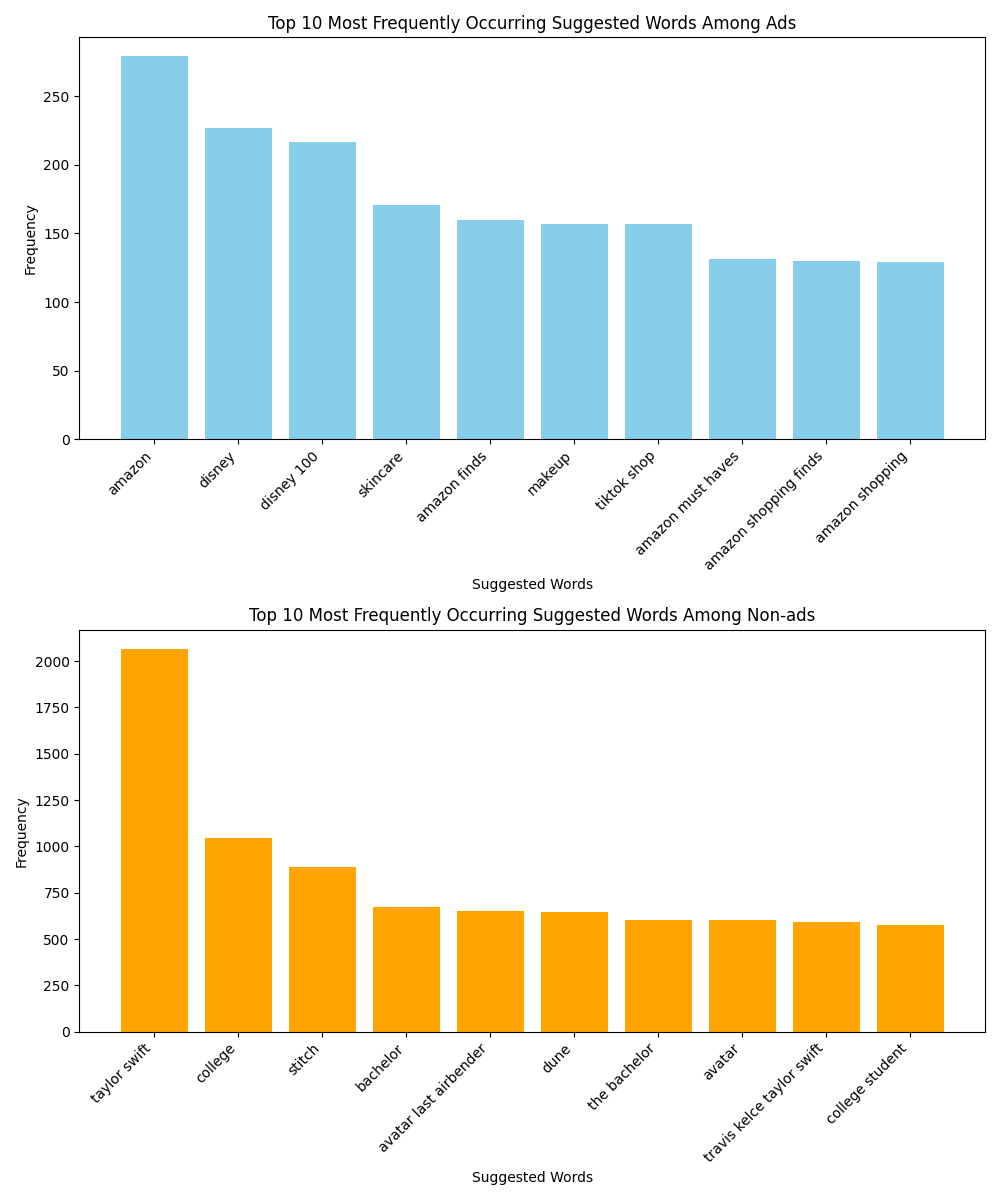 Top 10 Most Frequently Occurring Suggested Words Among Ads
Frequency
250
200
150
100
50
0
amazon
disney
disney 100
skincare
amazon finds
makeup
tiktok shop
amazon must haves
amazon shopping finds
amazon shopping
Suggested Words
Top 10 Most Frequently Occurring Suggested Words Among Non-ads
Frequency
2000
1750
1500
1250
1000
750
500
250
0
taylor swift
college
stitch
bachelor
avatar last airbender
dune
the bachelor
avatar
travis kelce taylor swift
college student
Suggested Words